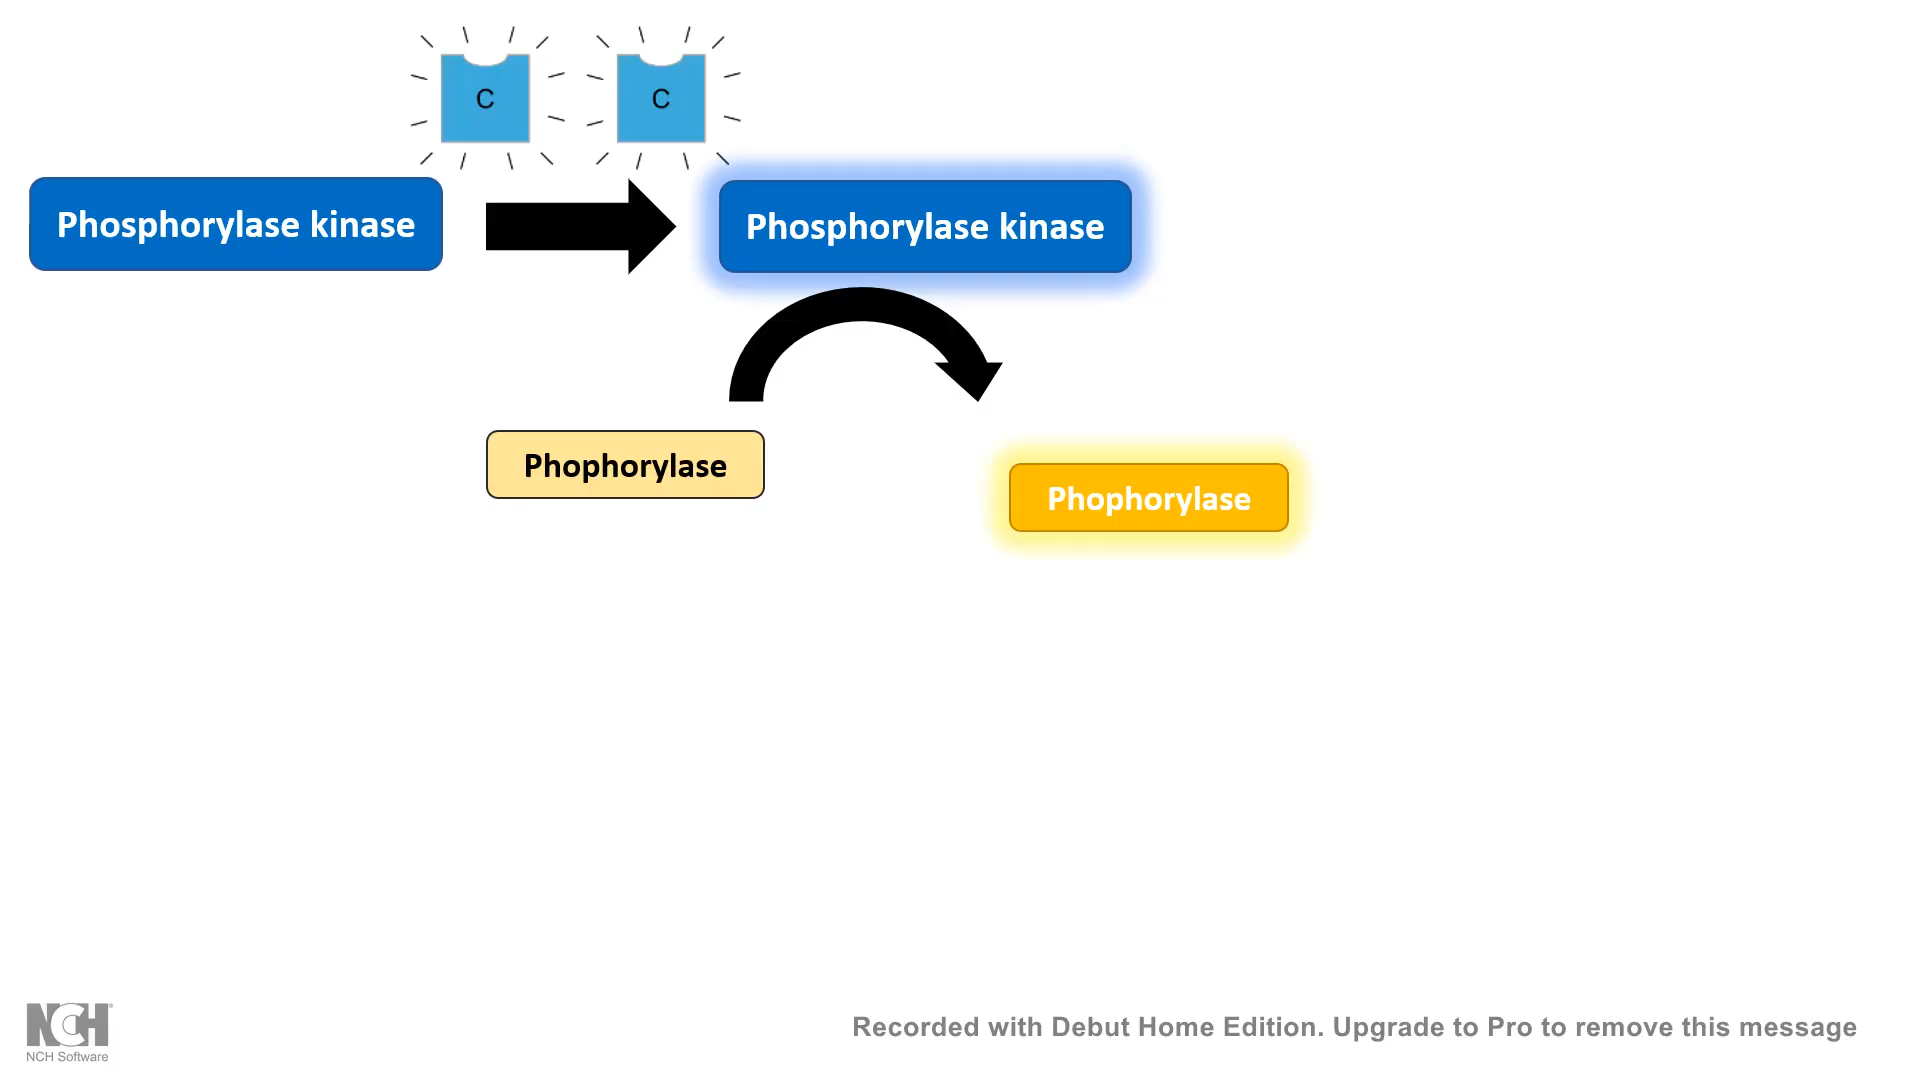 C
C
Phosphorylase kinase
Phosphorylase kinase
Phophorylase
Phophorylase
NCH®
NCH Software
Recorded with Debut Home Edition. Upgrade to Pro to remove this message